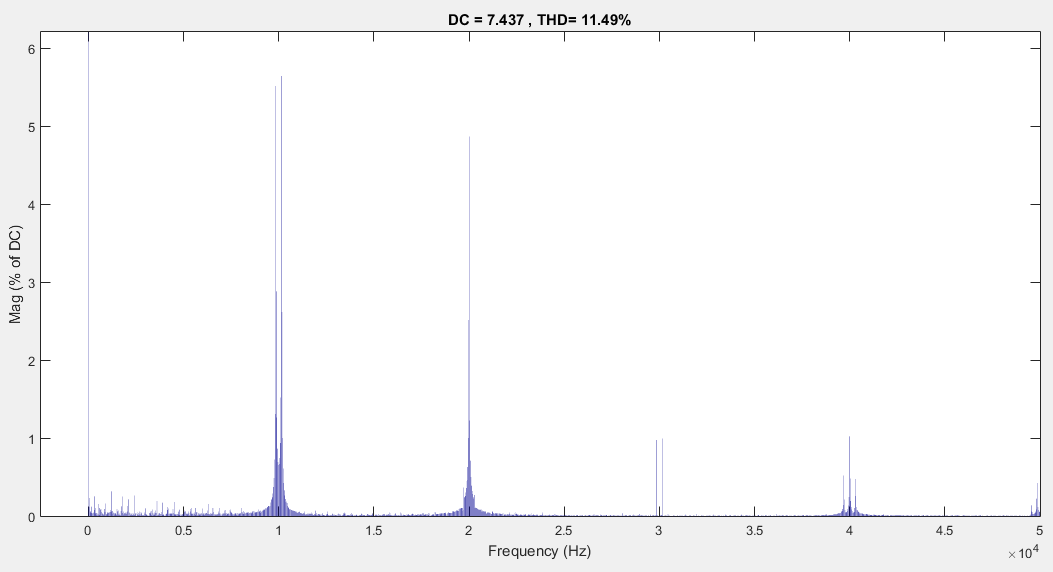 DC = 7.437 , THD= 11.49%
Mag (% of DC)
6
5
4
3
2
1
0
0 0.5 1 1.5 2 2.5 3 3.5 4 4.5 5
Frequency (Hz)
×10⁴